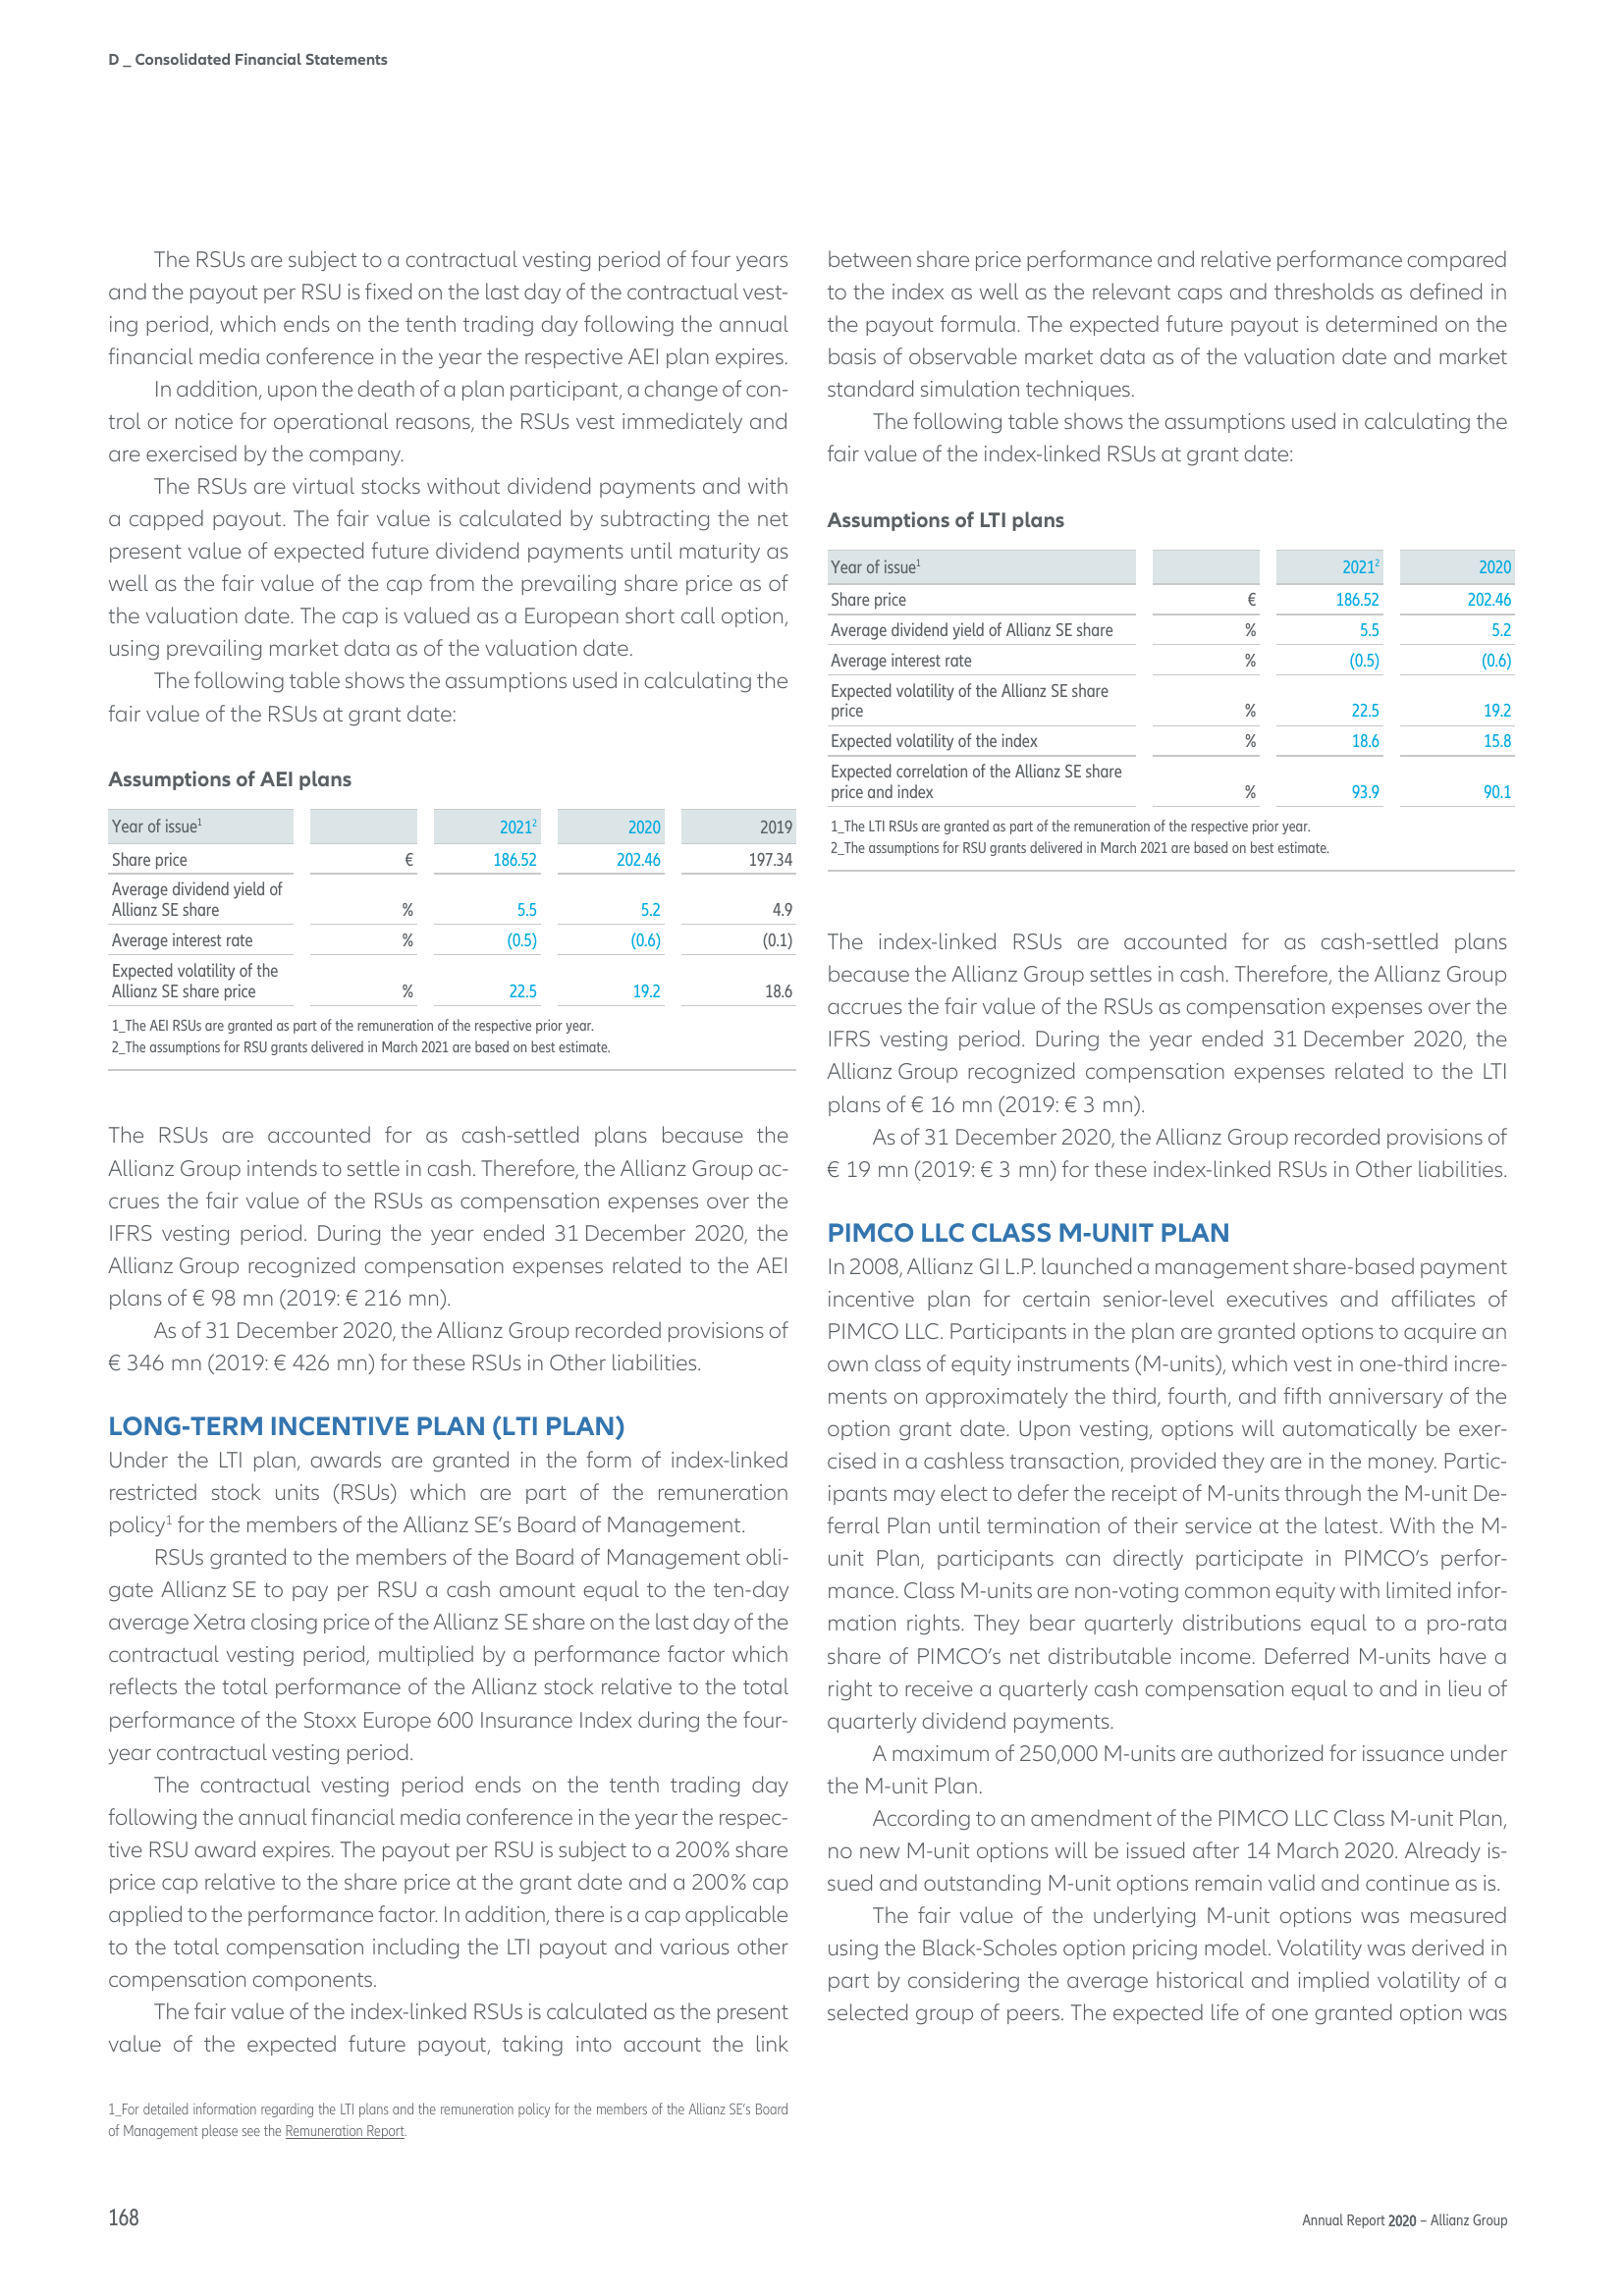 D _ Consolidated Financial Statements
The RSUs are subject to a contractual vesting period of four years
and the payout per RSU is fixed on the last day of the contractual vest-
ing period, which ends on the tenth trading day following the annual
financial media conference in the year the respective AEI plan expires.
In addition, upon the death of a plan participant, a change of con-
trol or notice for operational reasons, the RSUs vest immediately and
are exercised by the company.
The RSUs are virtual stocks without dividend payments and with
a capped payout. The fair value is calculated by subtracting the net
present value of expected future dividend payments until maturity as
well as the fair value of the cap from the prevailing share price as of
the valuation date. The cap is valued as a European short call option,
using prevailing market data as of the valuation date.
The following table shows the assumptions used in calculating the
fair value of the RSUs at grant date:
Assumptions of AEI plans
Year of issue¹ 2021² 2020 2019
Share price € 186.52 202.46 197.34
Average dividend yield of
Allianz SE share % 5.5 5.2 4.9
Average interest rate % (0.5) (0.6) (0.1)
Expected volatility of the
Allianz SE share price % 22.5 19.2 18.6
1_The AEI RSUs are granted as part of the remuneration of the respective prior year.
2_The assumptions for RSU grants delivered in March 2021 are based on best estimate.
The RSUs are accounted for as cash-settled plans because the
Allianz Group intends to settle in cash. Therefore, the Allianz Group ac-
crues the fair value of the RSUs as compensation expenses over the
IFRS vesting period. During the year ended 31 December 2020, the
Allianz Group recognized compensation expenses related to the AEI
plans of € 98 mn (2019: € 216 mn).
As of 31 December 2020, the Allianz Group recorded provisions of
€ 346 mn (2019: € 426 mn) for these RSUs in Other liabilities.
LONG-TERM INCENTIVE PLAN (LTI PLAN)
Under the LTI plan, awards are granted in the form of index-linked
restricted stock units (RSUs) which are part of the remuneration
policy¹ for the members of the Allianz SE's Board of Management.
RSUs granted to the members of the Board of Management obli-
gate Allianz SE to pay per RSU a cash amount equal to the ten-day
average Xetra closing price of the Allianz SE share on the last day of the
contractual vesting period, multiplied by a performance factor which
reflects the total performance of the Allianz stock relative to the total
performance of the Stoxx Europe 600 Insurance Index during the four-
year contractual vesting period.
The contractual vesting period ends on the tenth trading day
following the annual financial media conference in the year the respec-
tive RSU award expires. The payout per RSU is subject to a 200% share
price cap relative to the share price at the grant date and a 200% cap
applied to the performance factor. In addition, there is a cap applicable
to the total compensation including the LTI payout and various other
compensation components.
The fair value of the index-linked RSUs is calculated as the present
value of the expected future payout, taking into account the link
1_For detailed information regarding the LTI plans and the remuneration policy for the members of the Allianz SE's Board
of Management please see the Remuneration Report.
between share price performance and relative performance compared
to the index as well as the relevant caps and thresholds as defined in
the payout formula. The expected future payout is determined on the
basis of observable market data as of the valuation date and market
standard simulation techniques.
The following table shows the assumptions used in calculating the
fair value of the index-linked RSUs at grant date:
Assumptions of LTI plans
Year of issue¹ 2021² 2020
Share price € 186.52 202.46
Average dividend yield of Allianz SE share % 5.5 5.2
Average interest rate % (0.5) (0.6)
Expected volatility of the Allianz SE share
price % 22.5 19.2
Expected volatility of the index % 18.6 15.8
Expected correlation of the Allianz SE share
price and index % 93.9 90.1
1_The LTI RSUs are granted as part of the remuneration of the respective prior year.
2_The assumptions for RSU grants delivered in March 2021 are based on best estimate.
The index-linked RSUs are accounted for as cash-settled plans
because the Allianz Group settles in cash. Therefore, the Allianz Group
accrues the fair value of the RSUs as compensation expenses over the
IFRS vesting period. During the year ended 31 December 2020, the
Allianz Group recognized compensation expenses related to the LTI
plans of € 16 mn (2019: € 3 mn).
As of 31 December 2020, the Allianz Group recorded provisions of
€ 19 mn (2019: € 3 mn) for these index-linked RSUs in Other liabilities.
PIMCO LLC CLASS M-UNIT PLAN
In 2008, Allianz GI L.P. launched a management share-based payment
incentive plan for certain senior-level executives and affiliates of
PIMCO LLC. Participants in the plan are granted options to acquire an
own class of equity instruments (M-units), which vest in one-third incre-
ments on approximately the third, fourth, and fifth anniversary of the
option grant date. Upon vesting, options will automatically be exer-
cised in a cashless transaction, provided they are in the money. Partic-
ipants may elect to defer the receipt of M-units through the M-unit De-
ferral Plan until termination of their service at the latest. With the M-
unit Plan, participants can directly participate in PIMCO's perfor-
mance. Class M-units are non-voting common equity with limited infor-
mation rights. They bear quarterly distributions equal to a pro-rata
share of PIMCO's net distributable income. Deferred M-units have a
right to receive a quarterly cash compensation equal to and in lieu of
quarterly dividend payments.
A maximum of 250,000 M-units are authorized for issuance under
the M-unit Plan.
According to an amendment of the PIMCO LLC Class M-unit Plan,
no new M-unit options will be issued after 14 March 2020. Already is-
sued and outstanding M-unit options remain valid and continue as is.
The fair value of the underlying M-unit options was measured
using the Black-Scholes option pricing model. Volatility was derived in
part by considering the average historical and implied volatility of a
selected group of peers. The expected life of one granted option was
168
Annual Report 2020 – Allianz Group